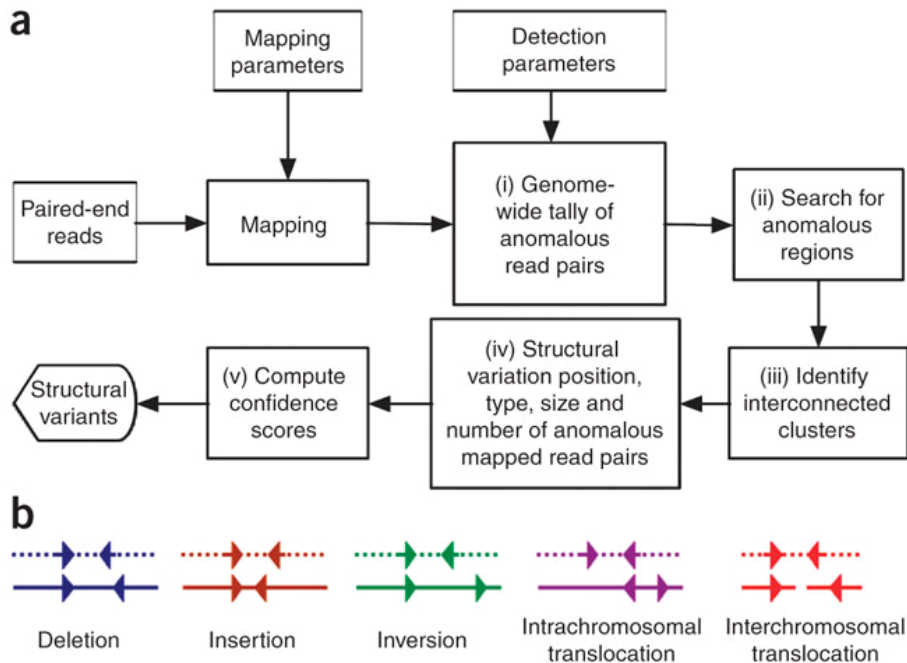 a
Mapping
parameters
Detection
parameters
Paired-end
reads
Mapping
(i) Genome-
wide tally of
anomalous
read pairs
(ii) Search for
anomalous
regions
(iii) Identify
interconnected
clusters
(iv) Structural
variation position,
type, size and
number of anomalous
mapped read pairs
(v) Compute
confidence
scores
Structural
variants
b
Deletion
Insertion
Inversion
Intrachromosomal
translocation
Interchromosomal
translocation